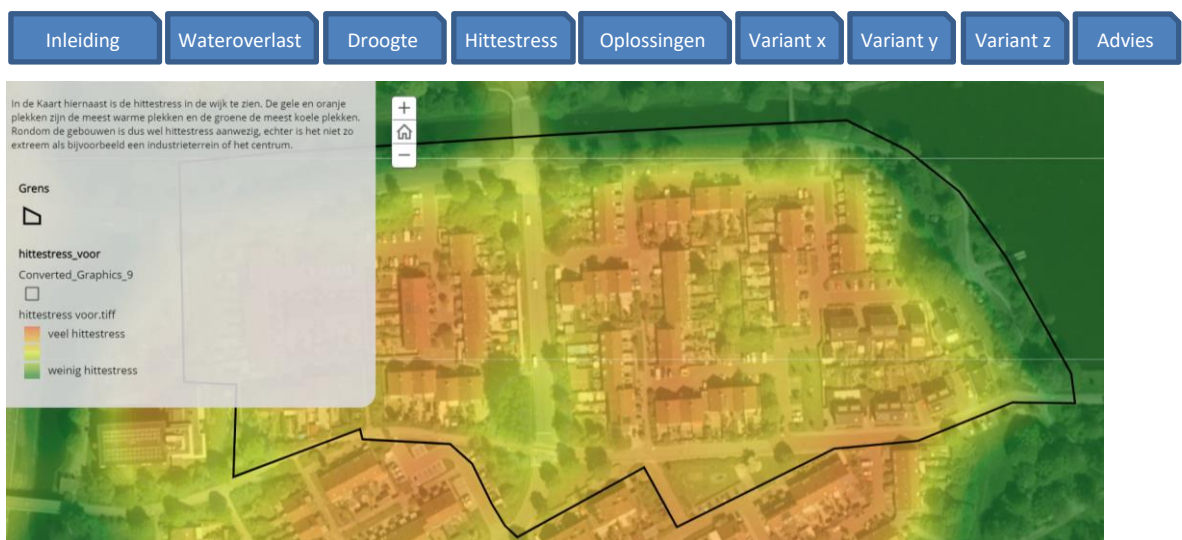 Inleiding
Wateroverlast
Droogte
Hittestress
Oplossingen
Variant x
Variant y
Variant z
Advies
In de Kaart hiernaast is de hittestress in de wijk te zien. De gele en oranje
plekken zijn de meest warme plekken en de groene de meest koele plekken.
Rondom de gebouwen is dus wel hittestress aanwezig, echter is het niet zo
extreem als bijvoorbeeld een industrieterrein of het centrum.
Grens
hittestress_voor
Converted_Graphics_9
hittestress voor.tiff
veel hittestress
weinig hittestress